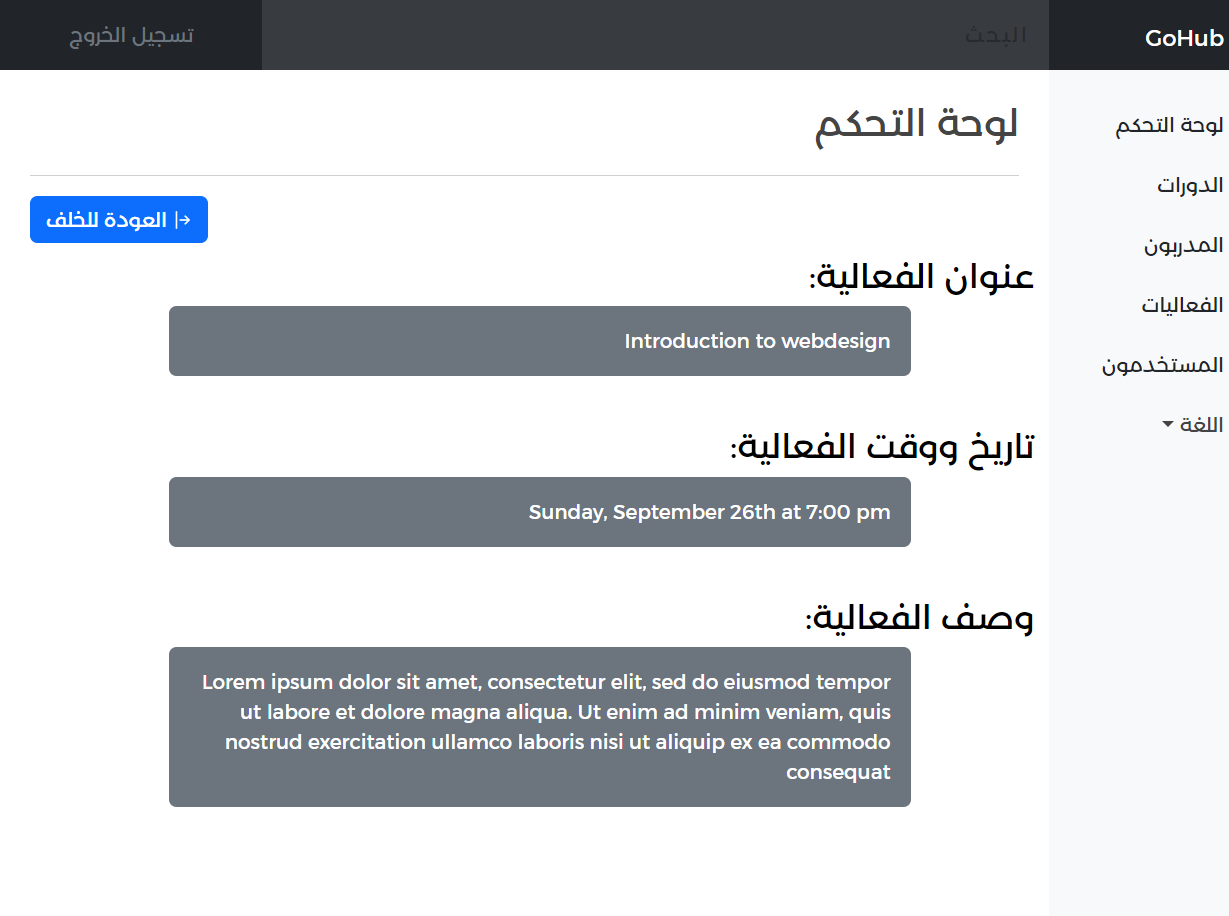 GoHub
البحث
تسجيل الخروج
لوحة التحكم
الدورات
المدربون
الفعاليات
المستخدمون
اللغة
لوحة التحكم
العودة للخلف
عنوان الفعالية:
Introduction to webdesign
تاريخ ووقت الفعالية:
Sunday, September 26th at 7:00 pm
وصف الفعالية:
Lorem ipsum dolor sit amet, consectetur elit, sed do eiusmod tempor
ut labore et dolore magna aliqua. Ut enim ad minim veniam, quis
nostrud exercitation ullamco laboris nisi ut aliquip ex ea commodo
consequat